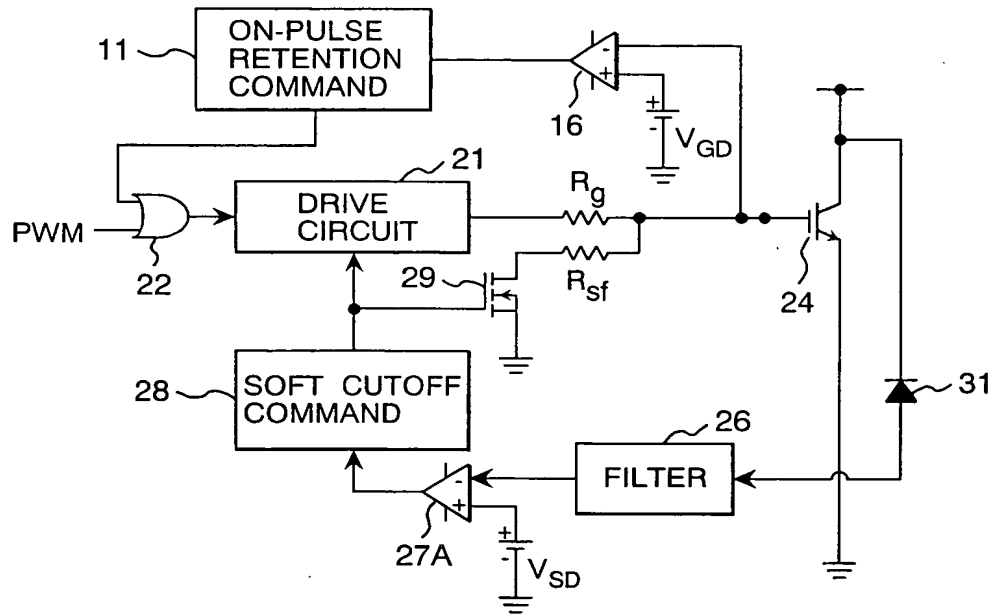 11
ON-PULSE
RETENTION
COMMAND
-
+
16
+
-
V_GD
21
DRIVE
CIRCUIT
R_g
R_sf
PWM
22
29
24
28
SOFT CUTOFF
COMMAND
31
26
FILTER
-
+
27A
+
-
V_SD